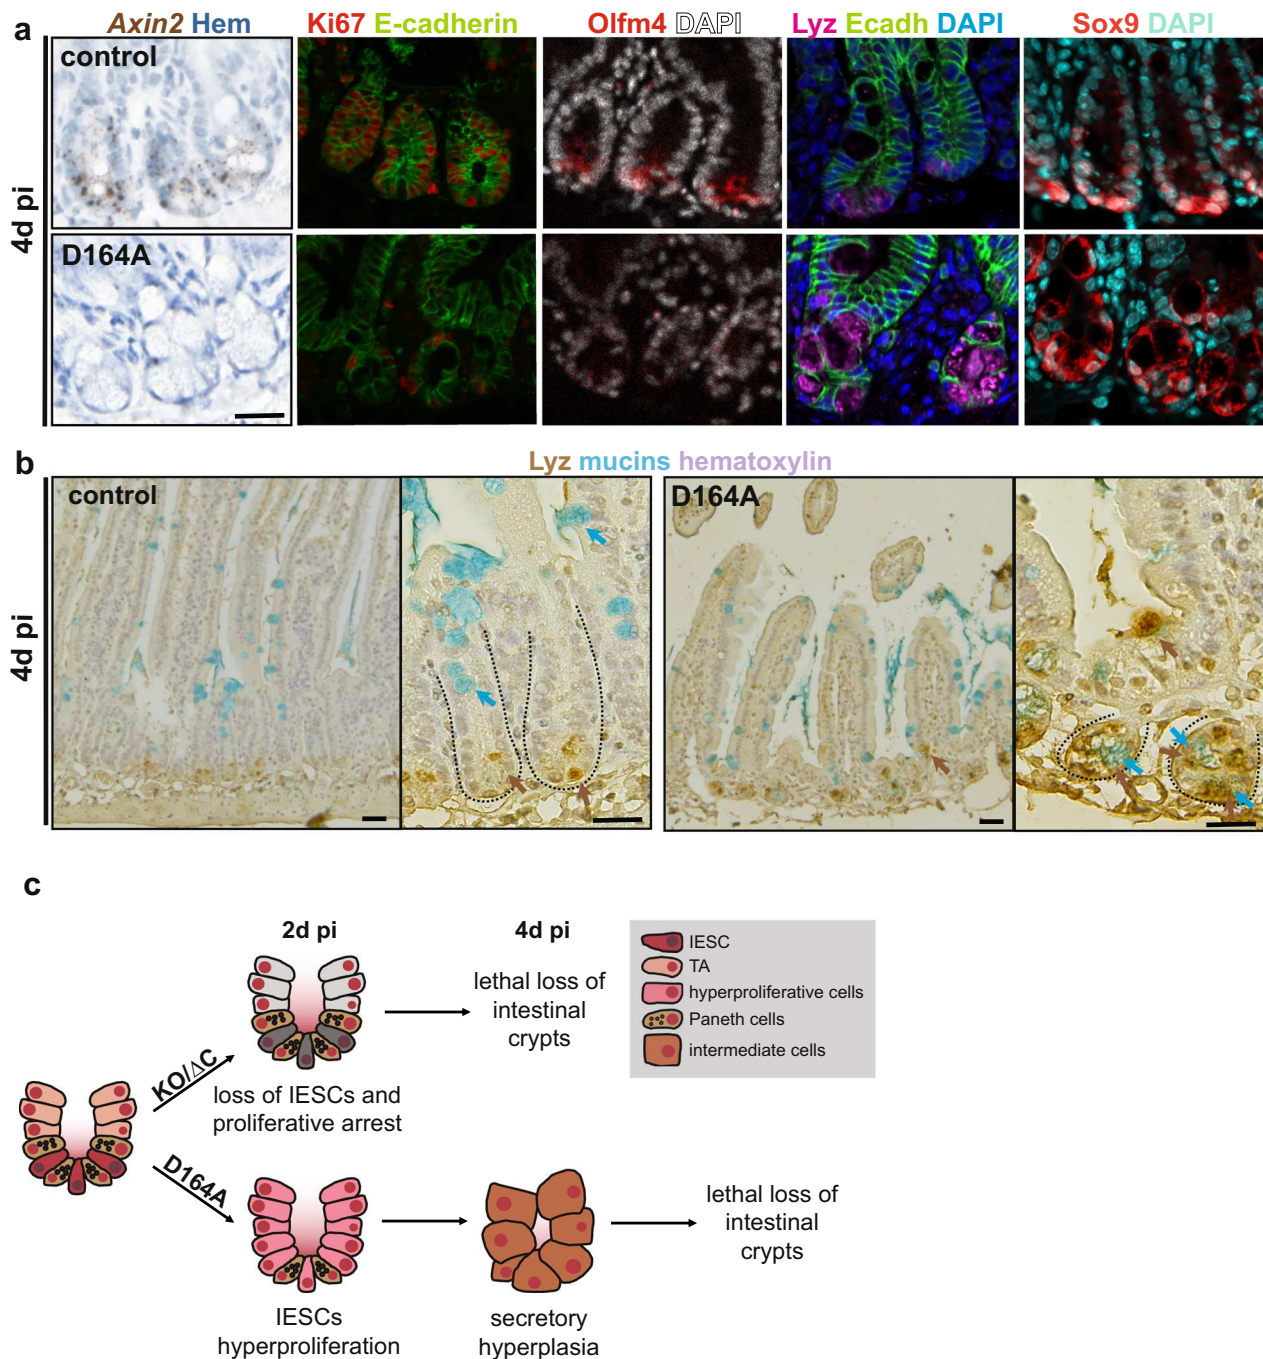 a
Axin2 Hem
Ki67 E-cadherin
Olfm4 DAPI
Lyz Ecadh DAPI
Sox9 DAPI
4d pi
control
D164A
b
Lyz mucins hematoxylin
4d pi
control
D164A
c
2d pi
4d pi
KO/ΔC
loss of IESCs and
proliferative arrest
lethal loss of
intestinal
crypts
IESC
TA
hyperproliferative cells
Paneth cells
intermediate cells
D164A
IESCs
hyperproliferation
secretory
hyperplasia
lethal loss of
intestinal
crypts